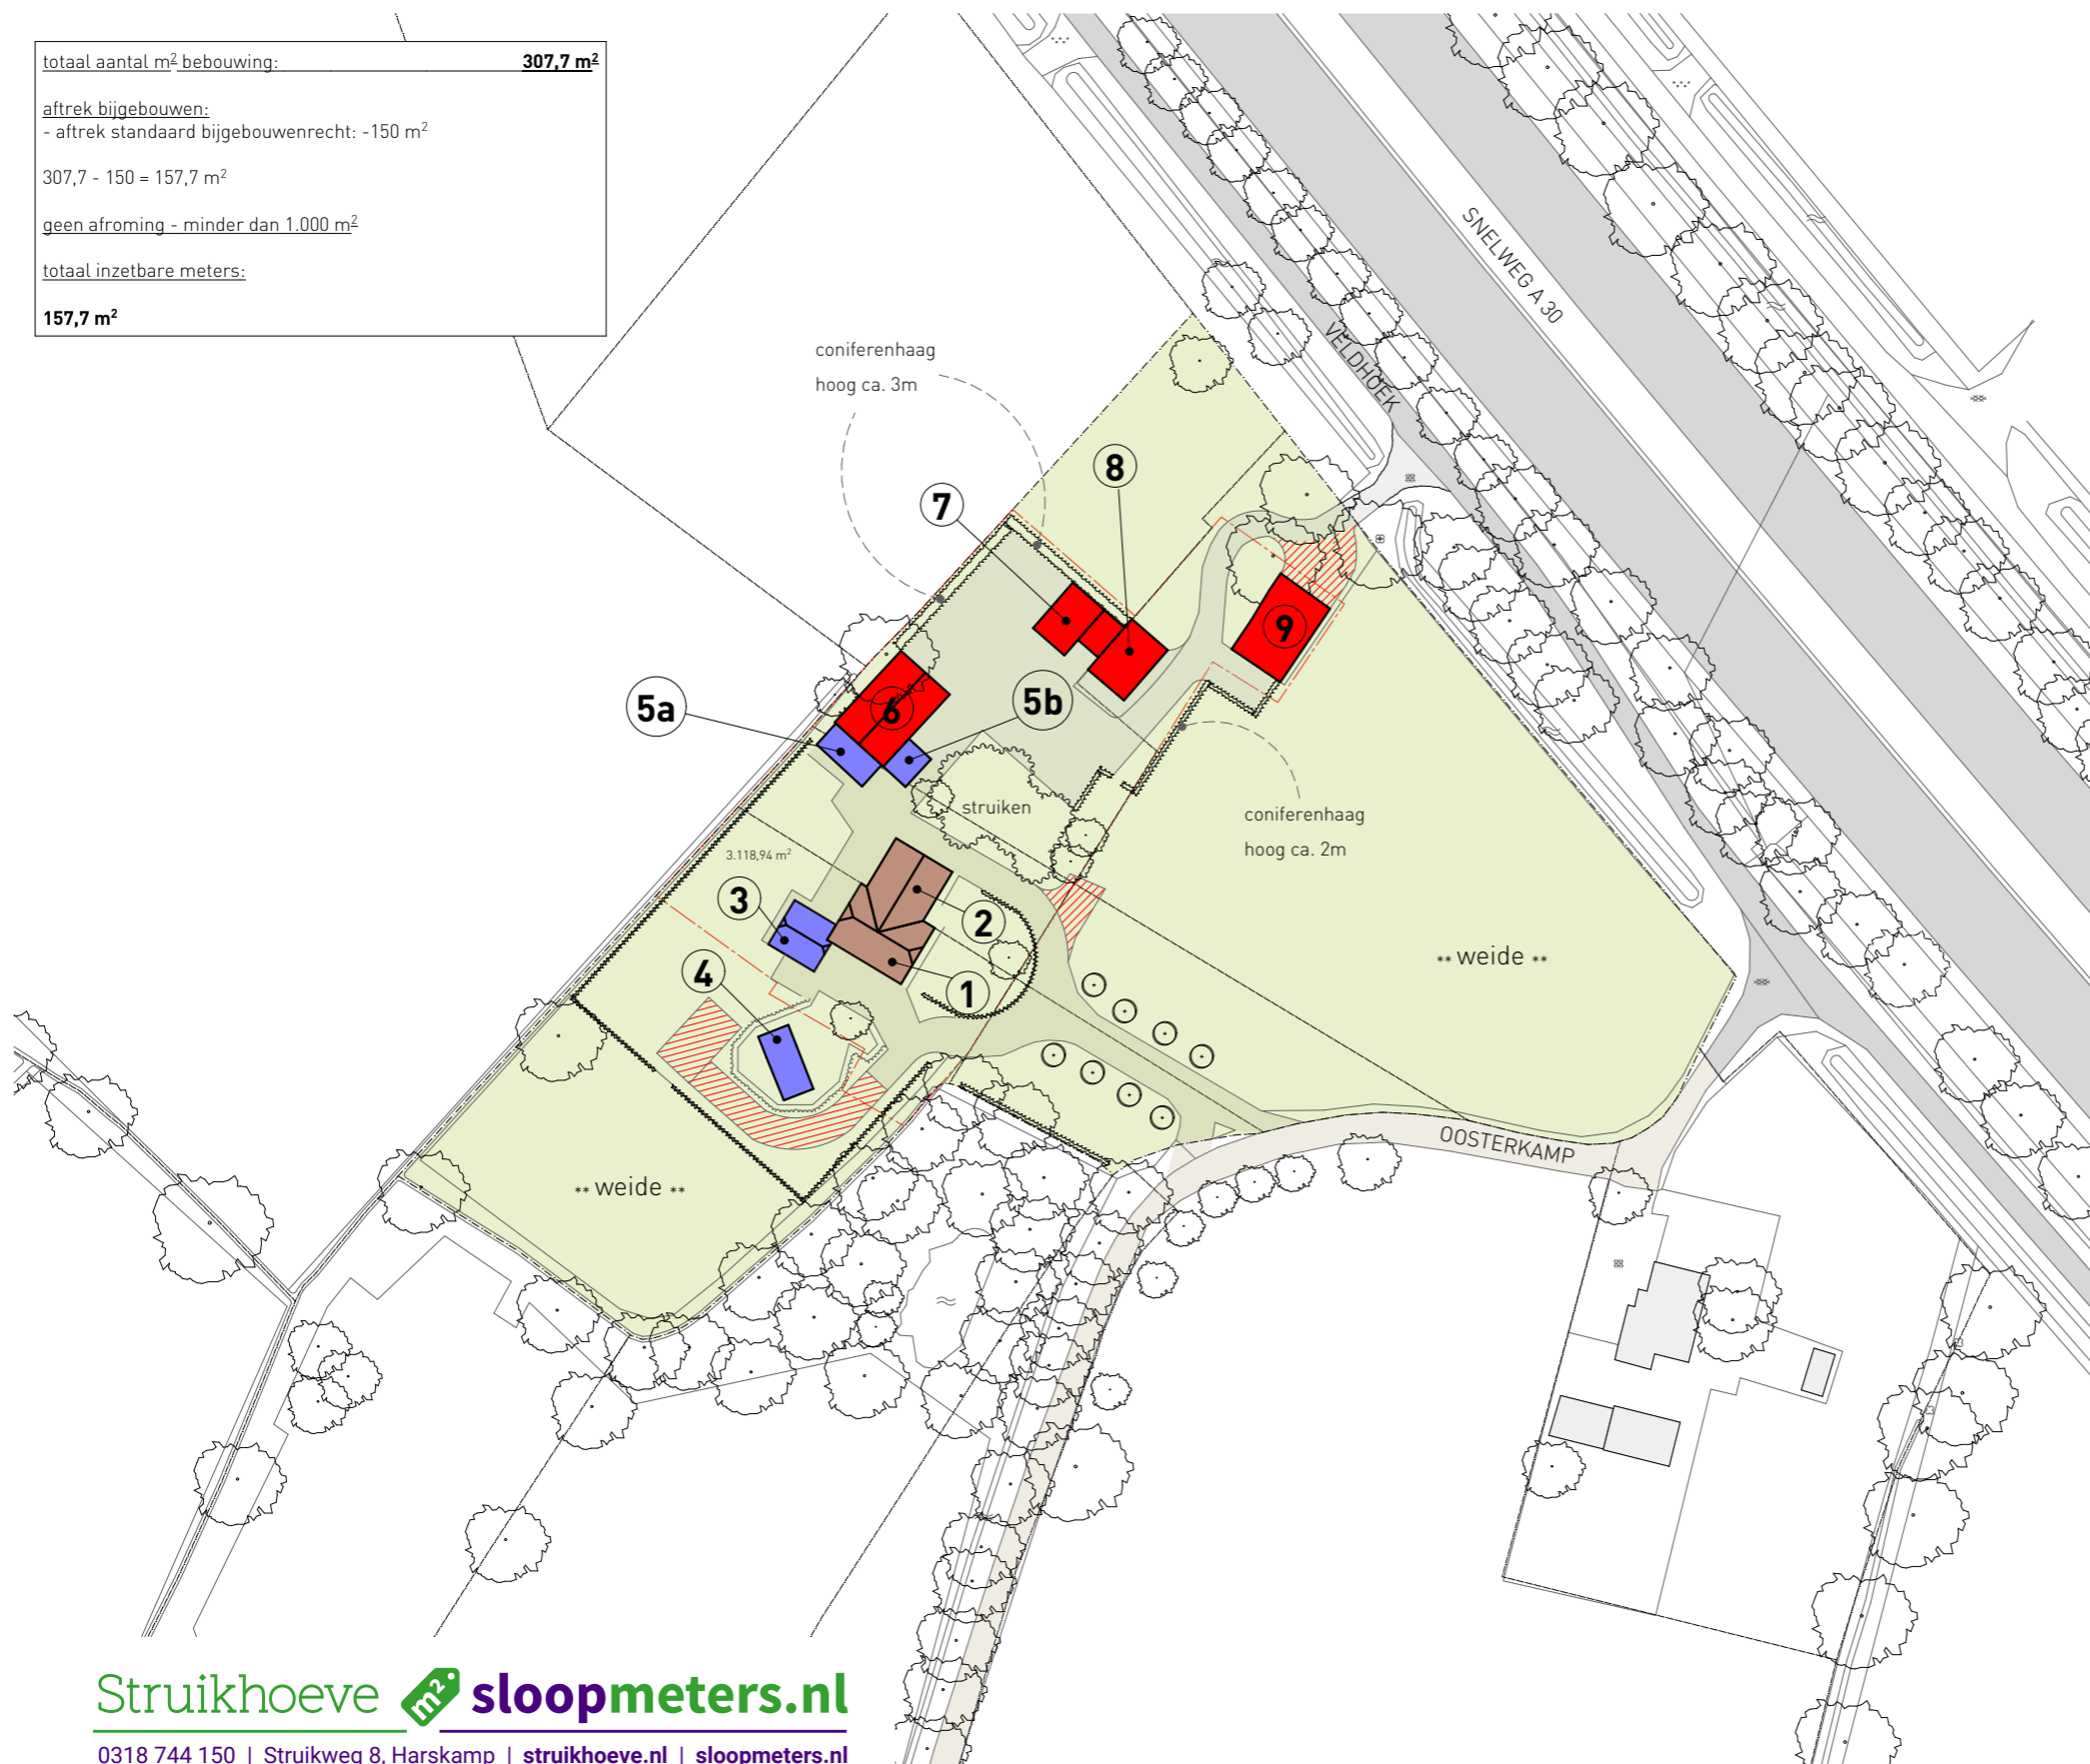 totaal aantal m² bebouwing: 307,7 m²
aftrek bijgebouwen:
- aftrek standaard bijgebouwenrecht: -150 m²
307,7 - 150 = 157,7 m²
geen afroming - minder dan 1.000 m²
totaal inzetbare meters:
157,7 m²
SNELWEG A 30
VELDHOEK
coniferenhaag
hoog ca. 3m
8
7
9
5a
6
5b
struiken
coniferenhaag
hoog ca. 2m
3.118,94 m²
3
2
** weide **
4
1
OOSTERKAMP
** weide **
Struikhoeve m² sloopmeters.nl
0318 744 150 | Struikweg 8, Harskamp | struikhoeve.nl | sloopmeters.nl